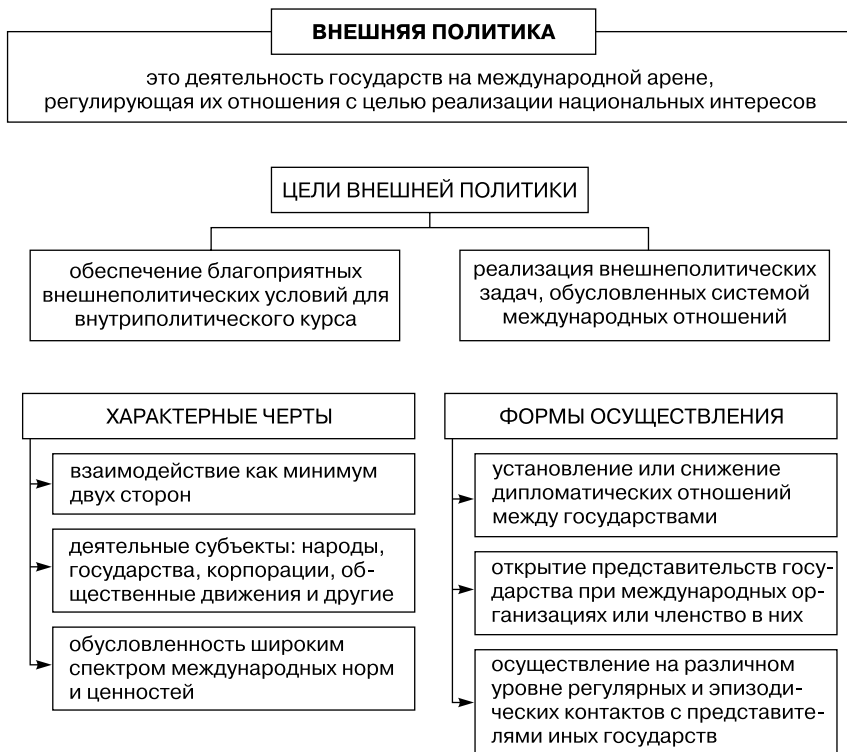 ВНЕШНЯЯ ПОЛИТИКА
это деятельность государств на международной арене,
регулирующая их отношения с целью реализации национальных интересов
ЦЕЛИ ВНЕШНЕЙ ПОЛИТИКИ
обеспечение благоприятных
внешнеполитических условий для
внутриполитического курса
реализация внешнеполитических
задач, обусловленных системой
международных отношений
ХАРАКТЕРНЫЕ ЧЕРТЫ
взаимодействие как минимум
двух сторон
деятельные субъекты: народы,
государства, корпорации, об-
щественные движения и другие
обусловленность широким
спектром международных норм
и ценностей
ФОРМЫ ОСУЩЕСТВЛЕНИЯ
установление или снижение
дипломатических отношений
между государствами
открытие представительств госу-
дарства при международных ор-
ганизациях или членство в них
осуществление на различном
уровне регулярных и эпизоди-
ческих контактов с представите-
лями иных государств